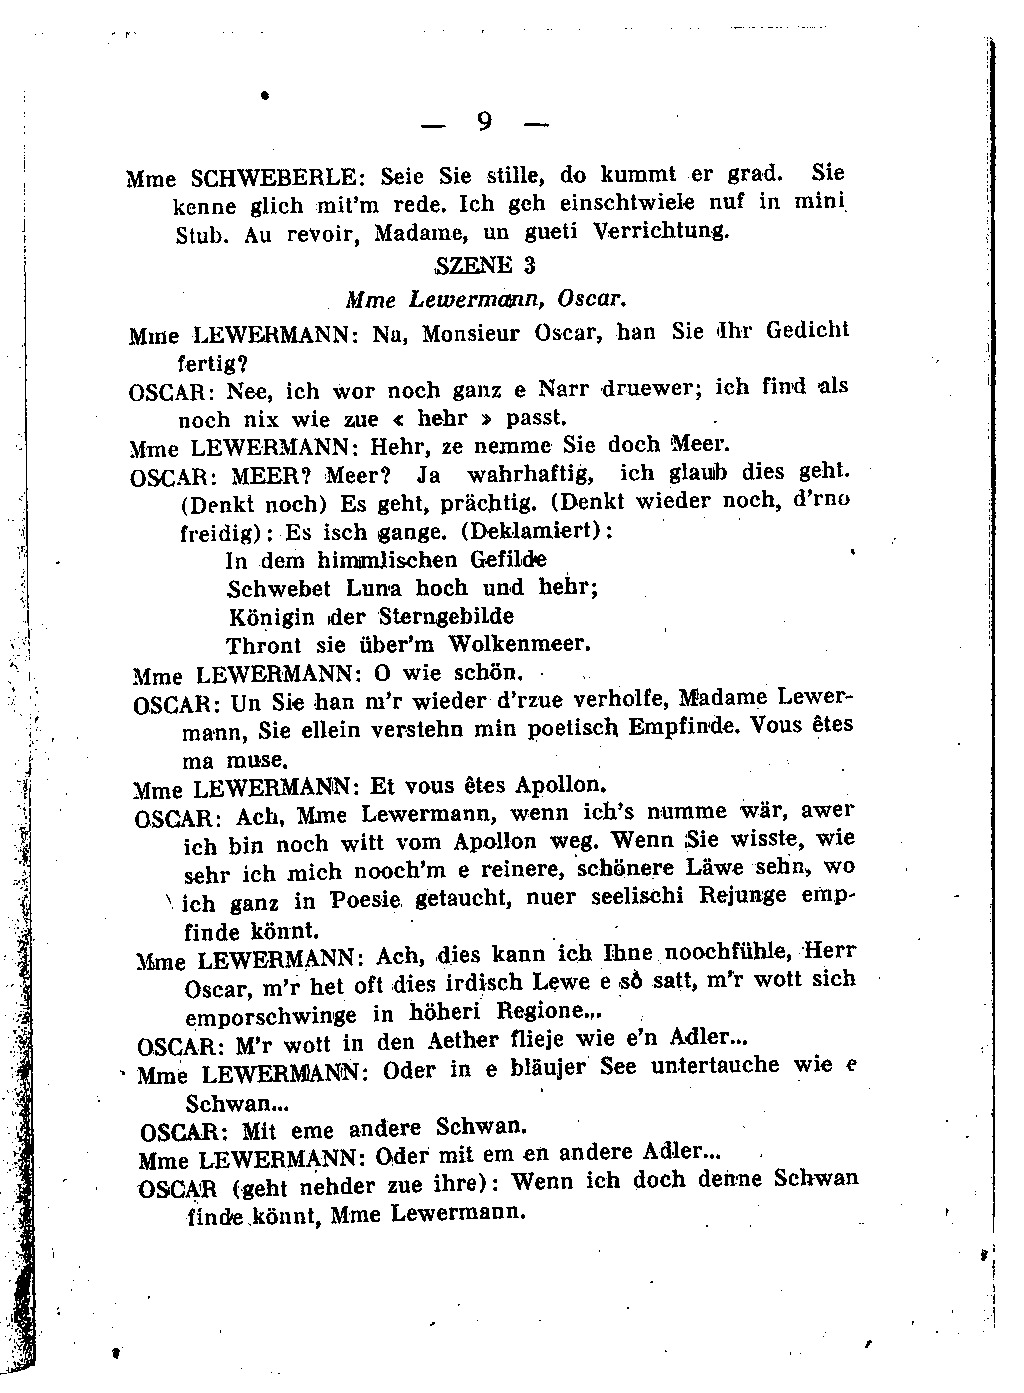 — 9 —
Mme SCHWEBERLE: Seie Sie stille, do kummt er grad. Sie
kenne glich mit'm rede. Ich geh einschtwiele nuf in mini
Stub. Au revoir, Madame, un gueti Verrichtung.
SZENE 3
Mme Lewermann, Oscar.
Mme LEWERMANN: Na, Monsieur Oscar, han Sie Ihr Gedicht
fertig?
OSCAR: Nee, ich wor noch ganz e Narr druewer; ich find als
noch nix wie zue « hehr » passt.
Mme LEWERMANN: Hehr, ze nemme Sie doch Meer.
OSCAR: MEER? Meer? Ja wahrhaftig, ich glaub dies geht.
(Denkt noch) Es geht, prächtig. (Denkt wieder noch, d'rno
freidig): Es isch gange. (Deklamiert):
In dem himmlischen Gefilde
Schwebet Luna hoch und hehr;
Königin der Sterngebilde
Thront sie über'm Wolkenmeer.
Mme LEWERMANN: O wie schön.
OSCAR: Un Sie han m'r wieder d'rzue verholfe, Madame Lewer-
mann, Sie ellein verstehn min poetisch Empfinde. Vous êtes
ma muse.
Mme LEWERMANN: Et vous êtes Apollon.
OSCAR: Ach, Mme Lewermann, wenn ich's numme wär, awer
ich bin noch witt vom Apollon weg. Wenn Sie wisste, wie
sehr ich mich nooch'm e reinere, schönere Läwe sehn, wo
ich ganz in Poesie getaucht, nuer seelischi Rejunge emp-
finde könnt.
Mme LEWERMANN: Ach, dies kann ich Ihne noochfühle, Herr
Oscar, m'r het oft dies irdisch Lewe e sò satt, m'r wott sich
emporschwinge in höheri Regione...
OSCAR: M'r wott in den Aether flieje wie e'n Adler...
Mme LEWERMANN: Oder in e bläujer See untertauche wie e
Schwan...
OSCAR: Mit eme andere Schwan.
Mme LEWERMANN: Oder mit em en andere Adler...
OSCAR (geht nehder zue ihre): Wenn ich doch denne Schwan
finde könnt, Mme Lewermann.